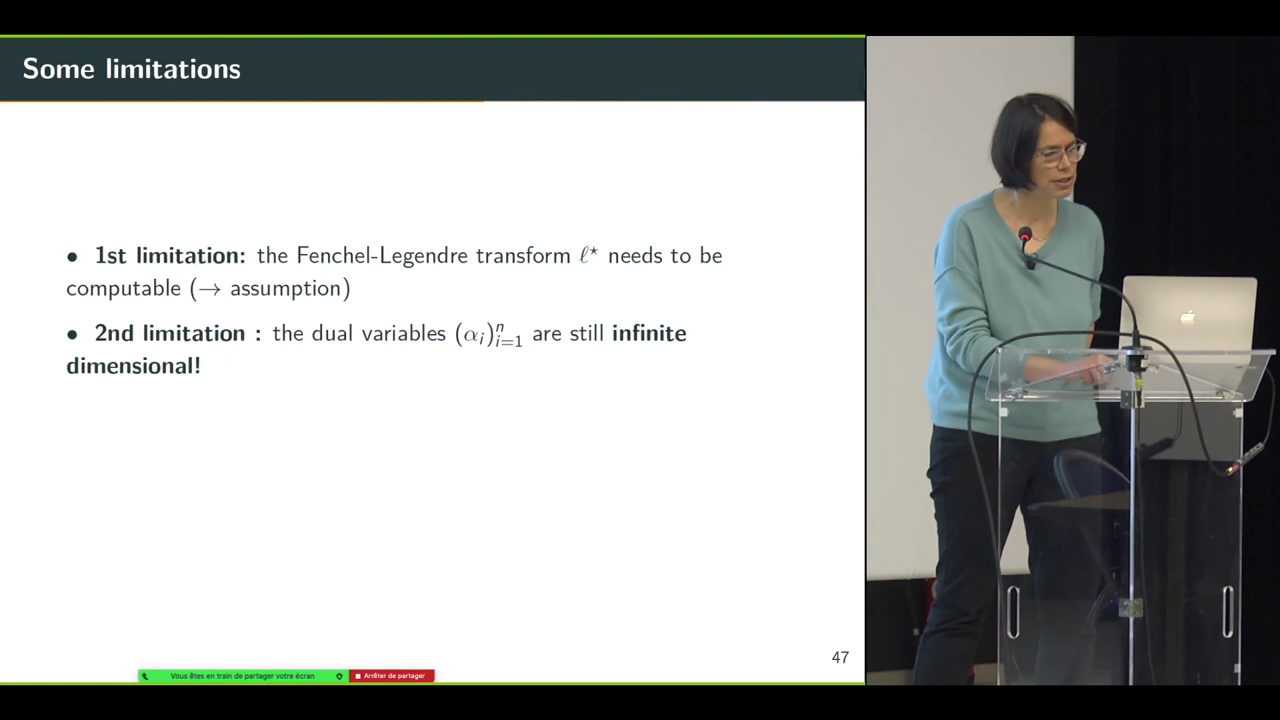 Some limitations
• 1st limitation: the Fenchel-Legendre transform ℓ⋆ needs to be
computable (→ assumption)
• 2nd limitation : the dual variables (αᵢ)ⁿᵢ₌₁ are still infinite
dimensional!
47
Vous êtes en train de partager votre écran
Arrêter de partager